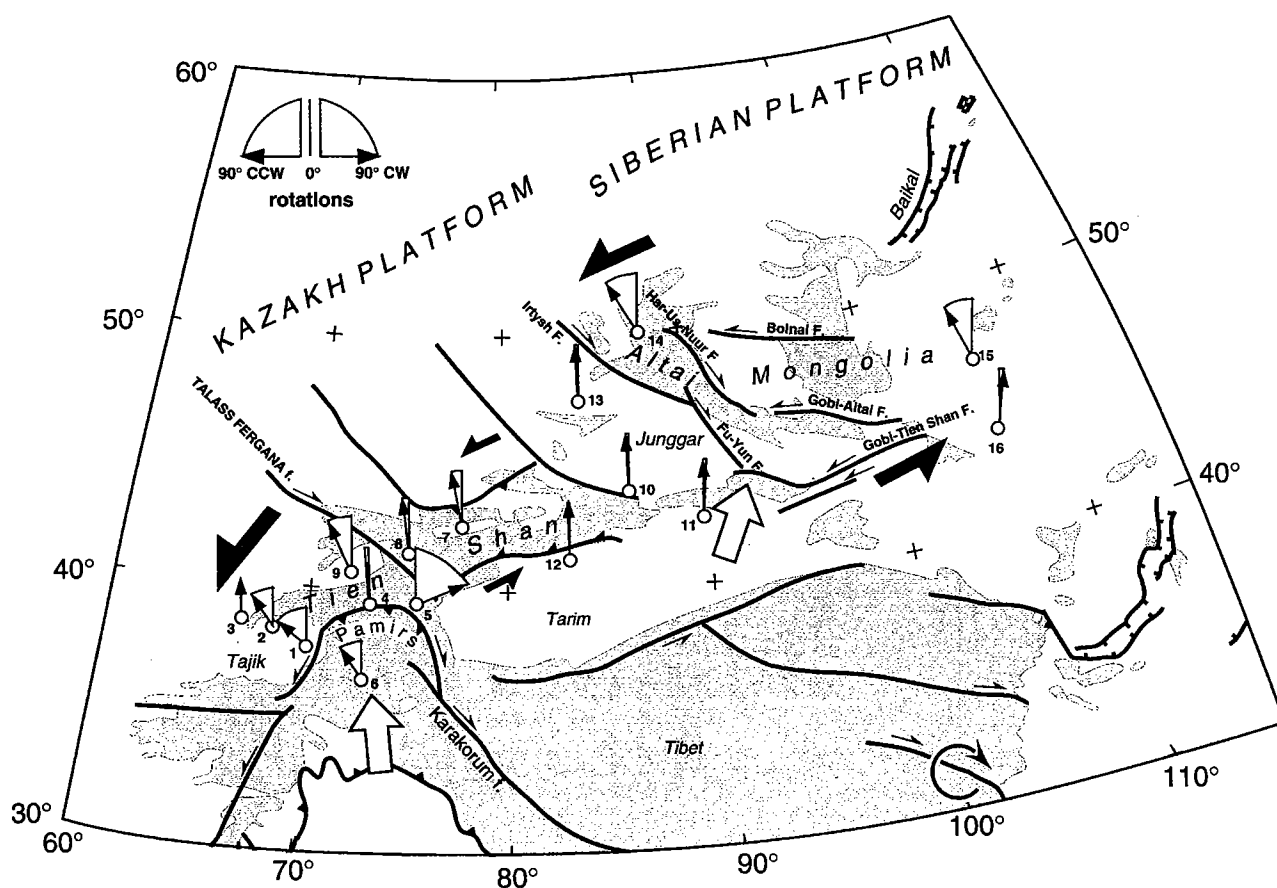 60°
90° CCW
0°
90° CW
rotations
KAZAKH PLATFORM
SIBERIAN PLATFORM
Baikal
50°
50°
40°
40°
30°
60°
70°
80°
90°
100°
110°
Irtysh F.
Har-Us-Nuur F
14
Bolnai F.
Altai
Mongolia
15
13
TALASS FERGANA f.
Junggar
Fu-Yun F.
Gobi-Altai F.
Gobi-Tien Shan F.
16
10
11
7
Tien Shan
8
9
12
4
5
3
2
1
Pamirs
Tajik
6
Tarim
Karakorum f.
Tibet